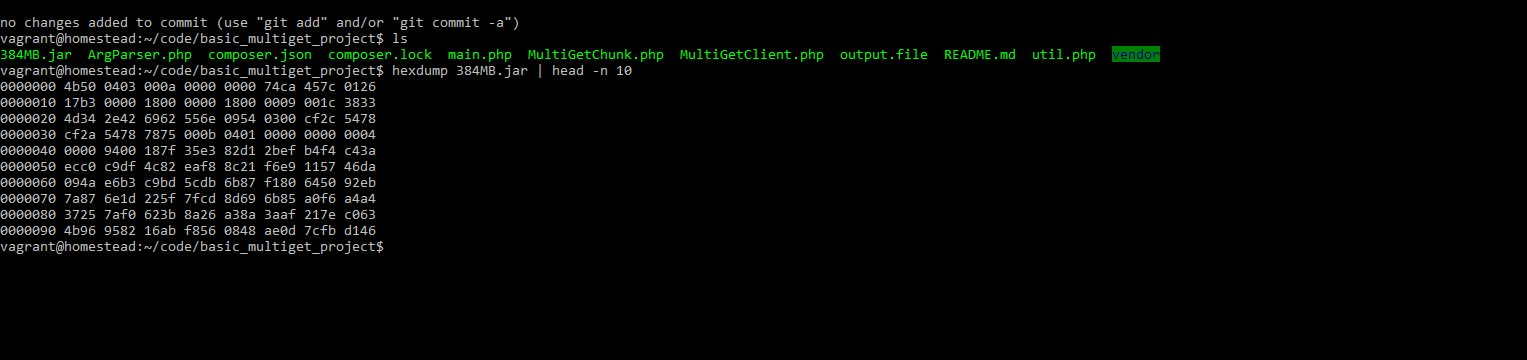 no changes added to commit (use "git add" and/or "git commit -a")
vagrant@homestead:~/code/basic_multiget_project$ ls
384MB.jar  ArgParser.php  composer.json  composer.lock  main.php  MultiGetChunk.php  MultiGetClient.php  output.file  README.md  util.php  vendor
vagrant@homestead:~/code/basic_multiget_project$ hexdump 384MB.jar | head -n 10
0000000 4b50 0403 000a 0000 0000 74ca 457c 0126
0000010 17b3 0000 1800 0000 1800 0009 001c 3833
0000020 4d34 2e42 6962 556e 0954 0300 cf2c 5478
0000030 cf2a 5478 7875 000b 0401 0000 0000 0004
0000040 0000 9400 187f 35e3 82d1 2bef b4f4 c43a
0000050 ecc0 c9df 4c82 eaf8 8c21 f6e9 1157 46da
0000060 094a e6b3 c9bd 5cdb 6b87 f180 6450 92eb
0000070 7a87 6e1d 225f 7fcd 8d69 6b85 a0f6 a4a4
0000080 3725 7af0 623b 8a26 a38a 3aaf 217e c063
0000090 4b96 9582 16ab f856 0848 ae0d 7cfb d146
vagrant@homestead:~/code/basic_multiget_project$